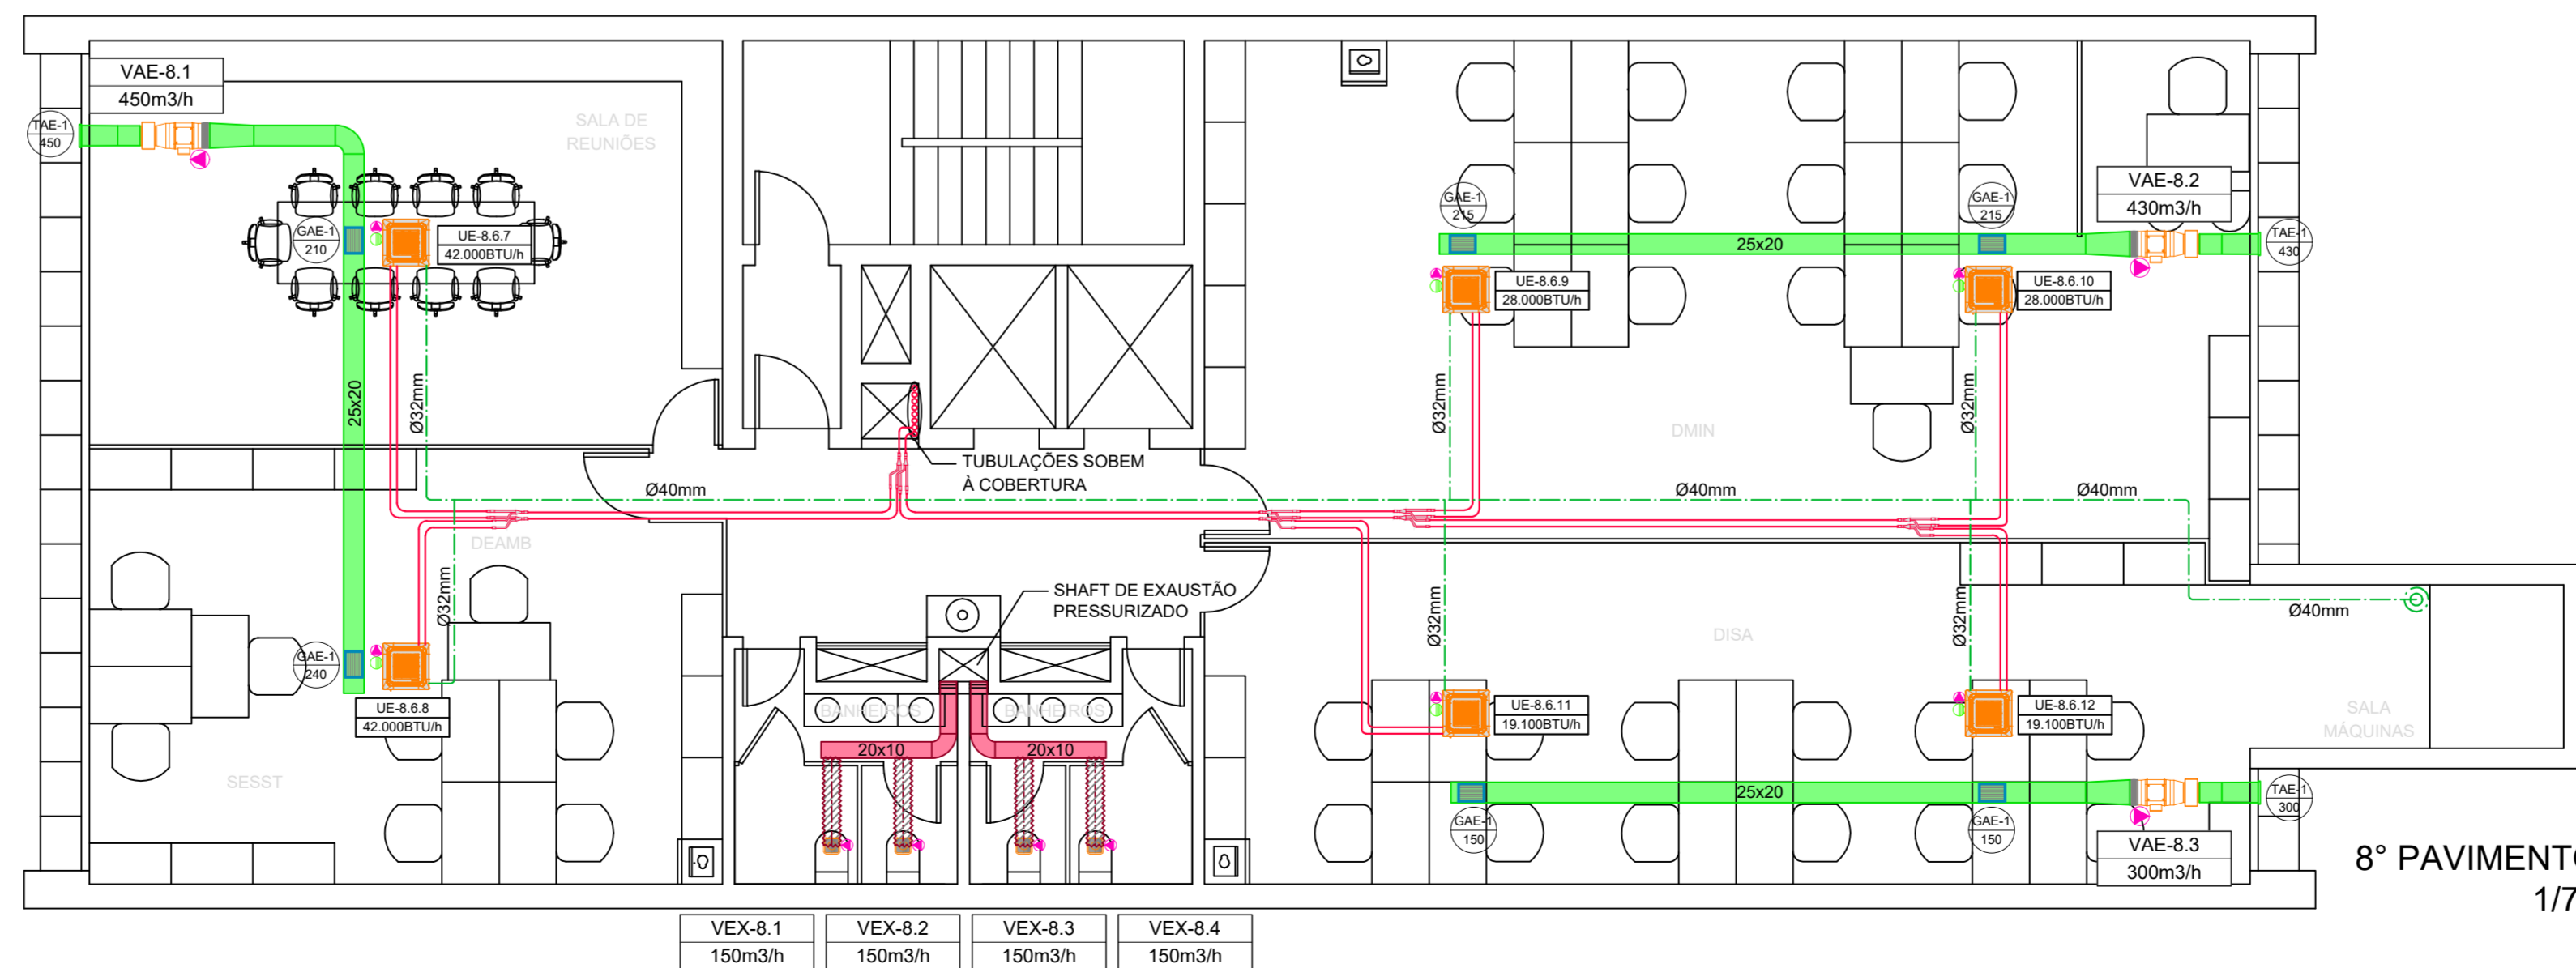 VAE-8.1
450m3/h
TAE-1
450
SALA DE
REUNIÕES
GAE-1
210
UE-8.6.7
42.000BTU/h
25x20
Ø32mm
TUBULAÇÕES SOBEM
À COBERTURA
Ø40mm
DEAMB
Ø32mm
GAE-1
240
UE-8.6.8
42.000BTU/h
SESST
SHAFT DE EXAUSTÃO
PRESSURIZADO
BANHEIROS
BANHEIROS
20x10
20x10
VEX-8.1
150m3/h
VEX-8.2
150m3/h
VEX-8.3
150m3/h
VEX-8.4
150m3/h
GAE-1
215
25x20
GAE-1
215
VAE-8.2
430m3/h
TAE-1
430
UE-8.6.9
28.000BTU/h
UE-8.6.10
28.000BTU/h
Ø32mm
Ø32mm
DMIN
Ø40mm
Ø40mm
Ø32mm
Ø32mm
DISA
Ø40mm
UE-8.6.11
19.100BTU/h
UE-8.6.12
19.100BTU/h
SALA
MÁQUINAS
GAE-1
150
25x20
GAE-1
150
TAE-1
300
VAE-8.3
300m3/h
8° PAVIMENTO
1/7